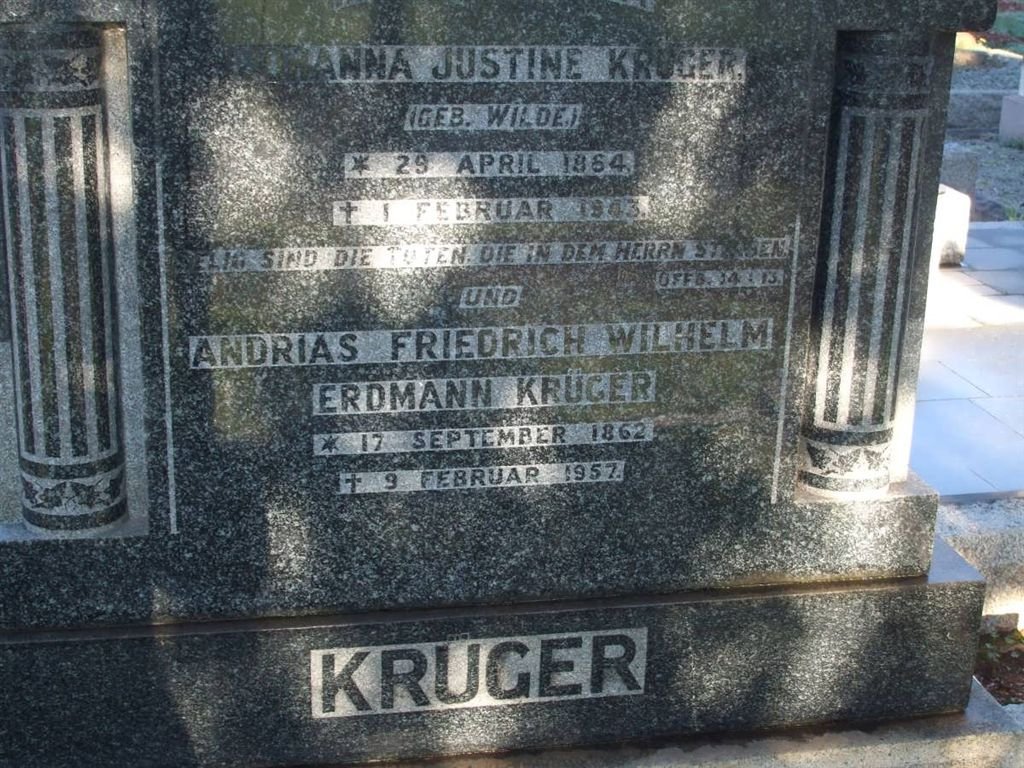 JUSTINE KRÜGER.
(GEB. WILDE)
* 29 APRIL 1864.
† 1 FEBRUAR 1943.
SIND DIE TOTEN, DIE IN DEM HERRN STERBEN.
OFFB. 14:13.
UND
ANDRIAS FRIEDRICH WILHELM
ERDMANN KRÜGER
* 17 SEPTEMBER 1862
† 9 FEBRUAR 1957.
KRÜGER